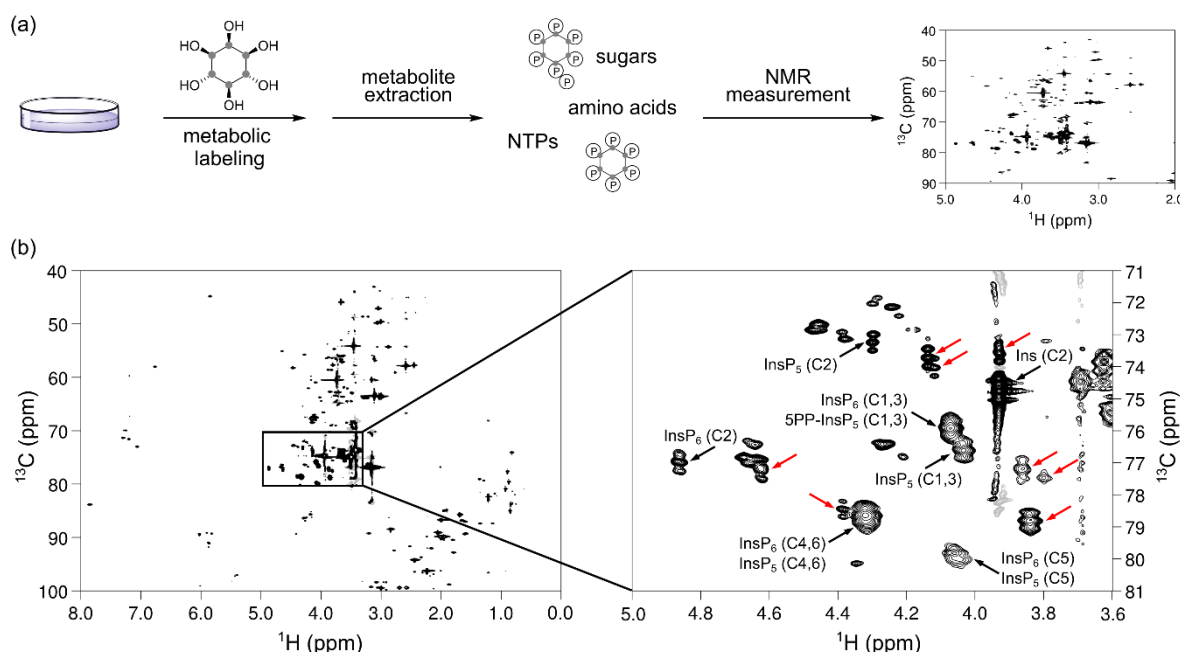 (a)
OH
OH
OH
OH
OH
OH
metabolic
labeling
metabolite
extraction
P P P P P P P
sugars
amino acids
NTPs
P P P P P P
NMR
measurement
40
50
60
70
80
90
13C (ppm)
5.0 4.0 3.0 2.0
1H (ppm)
(b)
40
50
60
70
80
90
100
13C (ppm)
8.0 7.0 6.0 5.0 4.0 3.0 2.0 1.0 0.0
1H (ppm)
InsP5 (C2)
Ins (C2)
InsP6 (C1,3)
5PP-InsP5 (C1,3)
InsP6 (C2)
InsP5 (C1,3)
InsP6 (C4,6)
InsP5 (C4,6)
InsP6 (C5)
InsP5 (C5)
71
72
73
74
75
76
77
78
79
80
81
13C (ppm)
5.0 4.8 4.6 4.4 4.2 4.0 3.8 3.6
1H (ppm)